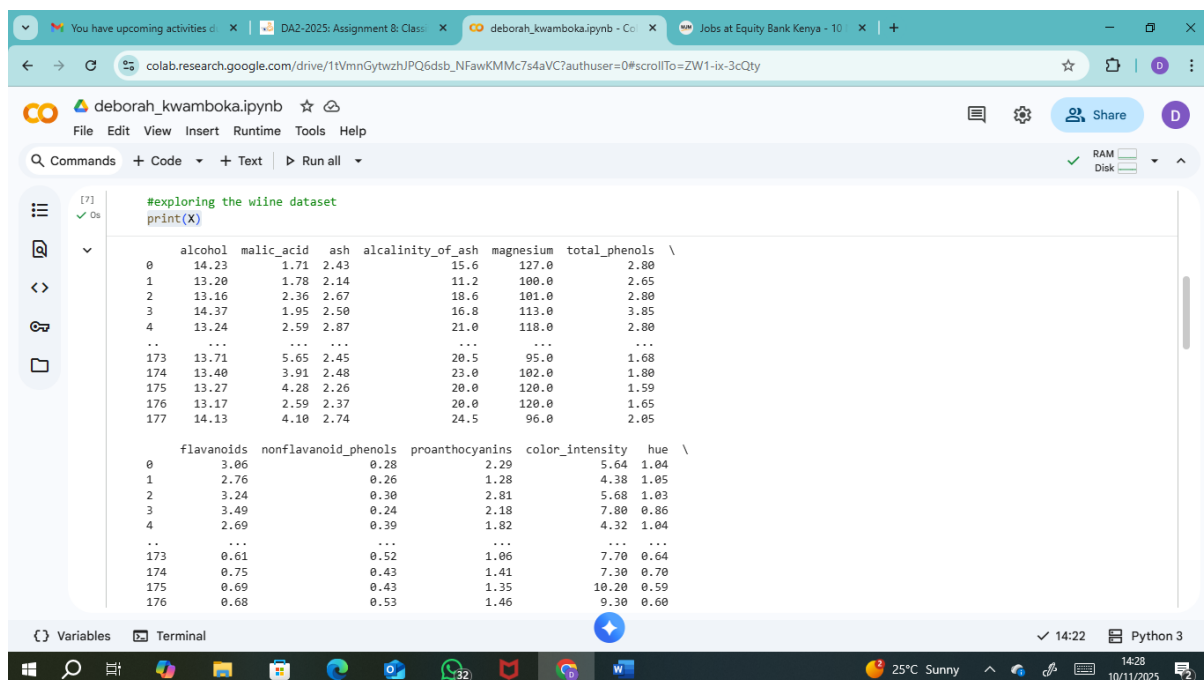 You have upcoming activities d
DA2-2025: Assignment 8: Classi
deborah_kwamboka.ipynb - Col
Jobs at Equity Bank Kenya - 10
colab.research.google.com/drive/1tVmnGytwzhJPQ6dsb_NFawKMMc7s4aVC?authuser=0#scrollTo=ZW1-ix-3cQty
D
CO deborah_kwamboka.ipynb
File Edit View Insert Runtime Tools Help
Share
D
Commands + Code + Text Run all
RAM
Disk
[7] #exploring the wiine dataset
0s print(X)
alcohol malic_acid ash alcalinity_of_ash magnesium total_phenols \
0 14.23 1.71 2.43 15.6 127.0 2.80
1 13.20 1.78 2.14 11.2 100.0 2.65
2 13.16 2.36 2.67 18.6 101.0 2.80
3 14.37 1.95 2.50 16.8 113.0 3.85
4 13.24 2.59 2.87 21.0 118.0 2.80
.. ... ... ... ... ... ...
173 13.71 5.65 2.45 20.5 95.0 1.68
174 13.40 3.91 2.48 23.0 102.0 1.80
175 13.27 4.28 2.26 20.0 120.0 1.59
176 13.17 2.59 2.37 20.0 120.0 1.65
177 14.13 4.10 2.74 24.5 96.0 2.05
flavanoids nonflavanoid_phenols proanthocyanins color_intensity hue \
0 3.06 0.28 2.29 5.64 1.04
1 2.76 0.26 1.28 4.38 1.05
2 3.24 0.30 2.81 5.68 1.03
3 3.49 0.24 2.18 7.80 0.86
4 2.69 0.39 1.82 4.32 1.04
.. ... ... ... ... ...
173 0.61 0.52 1.06 7.70 0.64
174 0.75 0.43 1.41 7.30 0.70
175 0.69 0.43 1.35 10.20 0.59
176 0.68 0.53 1.46 9.30 0.60
{} Variables Terminal
14:22 Python 3
32
2
25°C Sunny
14:28
10/11/2025
2